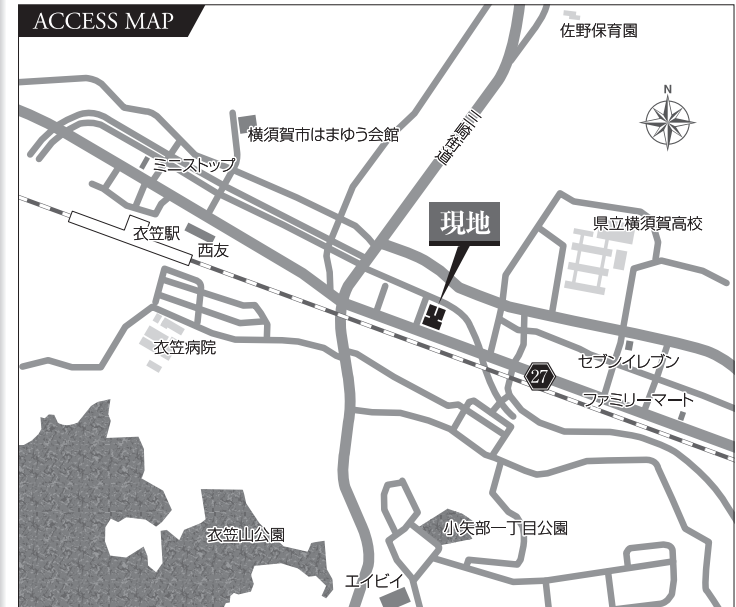 ACCESS MAP
佐野保育園
N
三崎街道
横須賀市はまゆう会館
ミニストップ
現地
県立横須賀高校
衣笠駅
西友
衣笠病院
セブンイレブン
27
ファミリーマート
衣笠山公園
小矢部一丁目公園
エイビイ